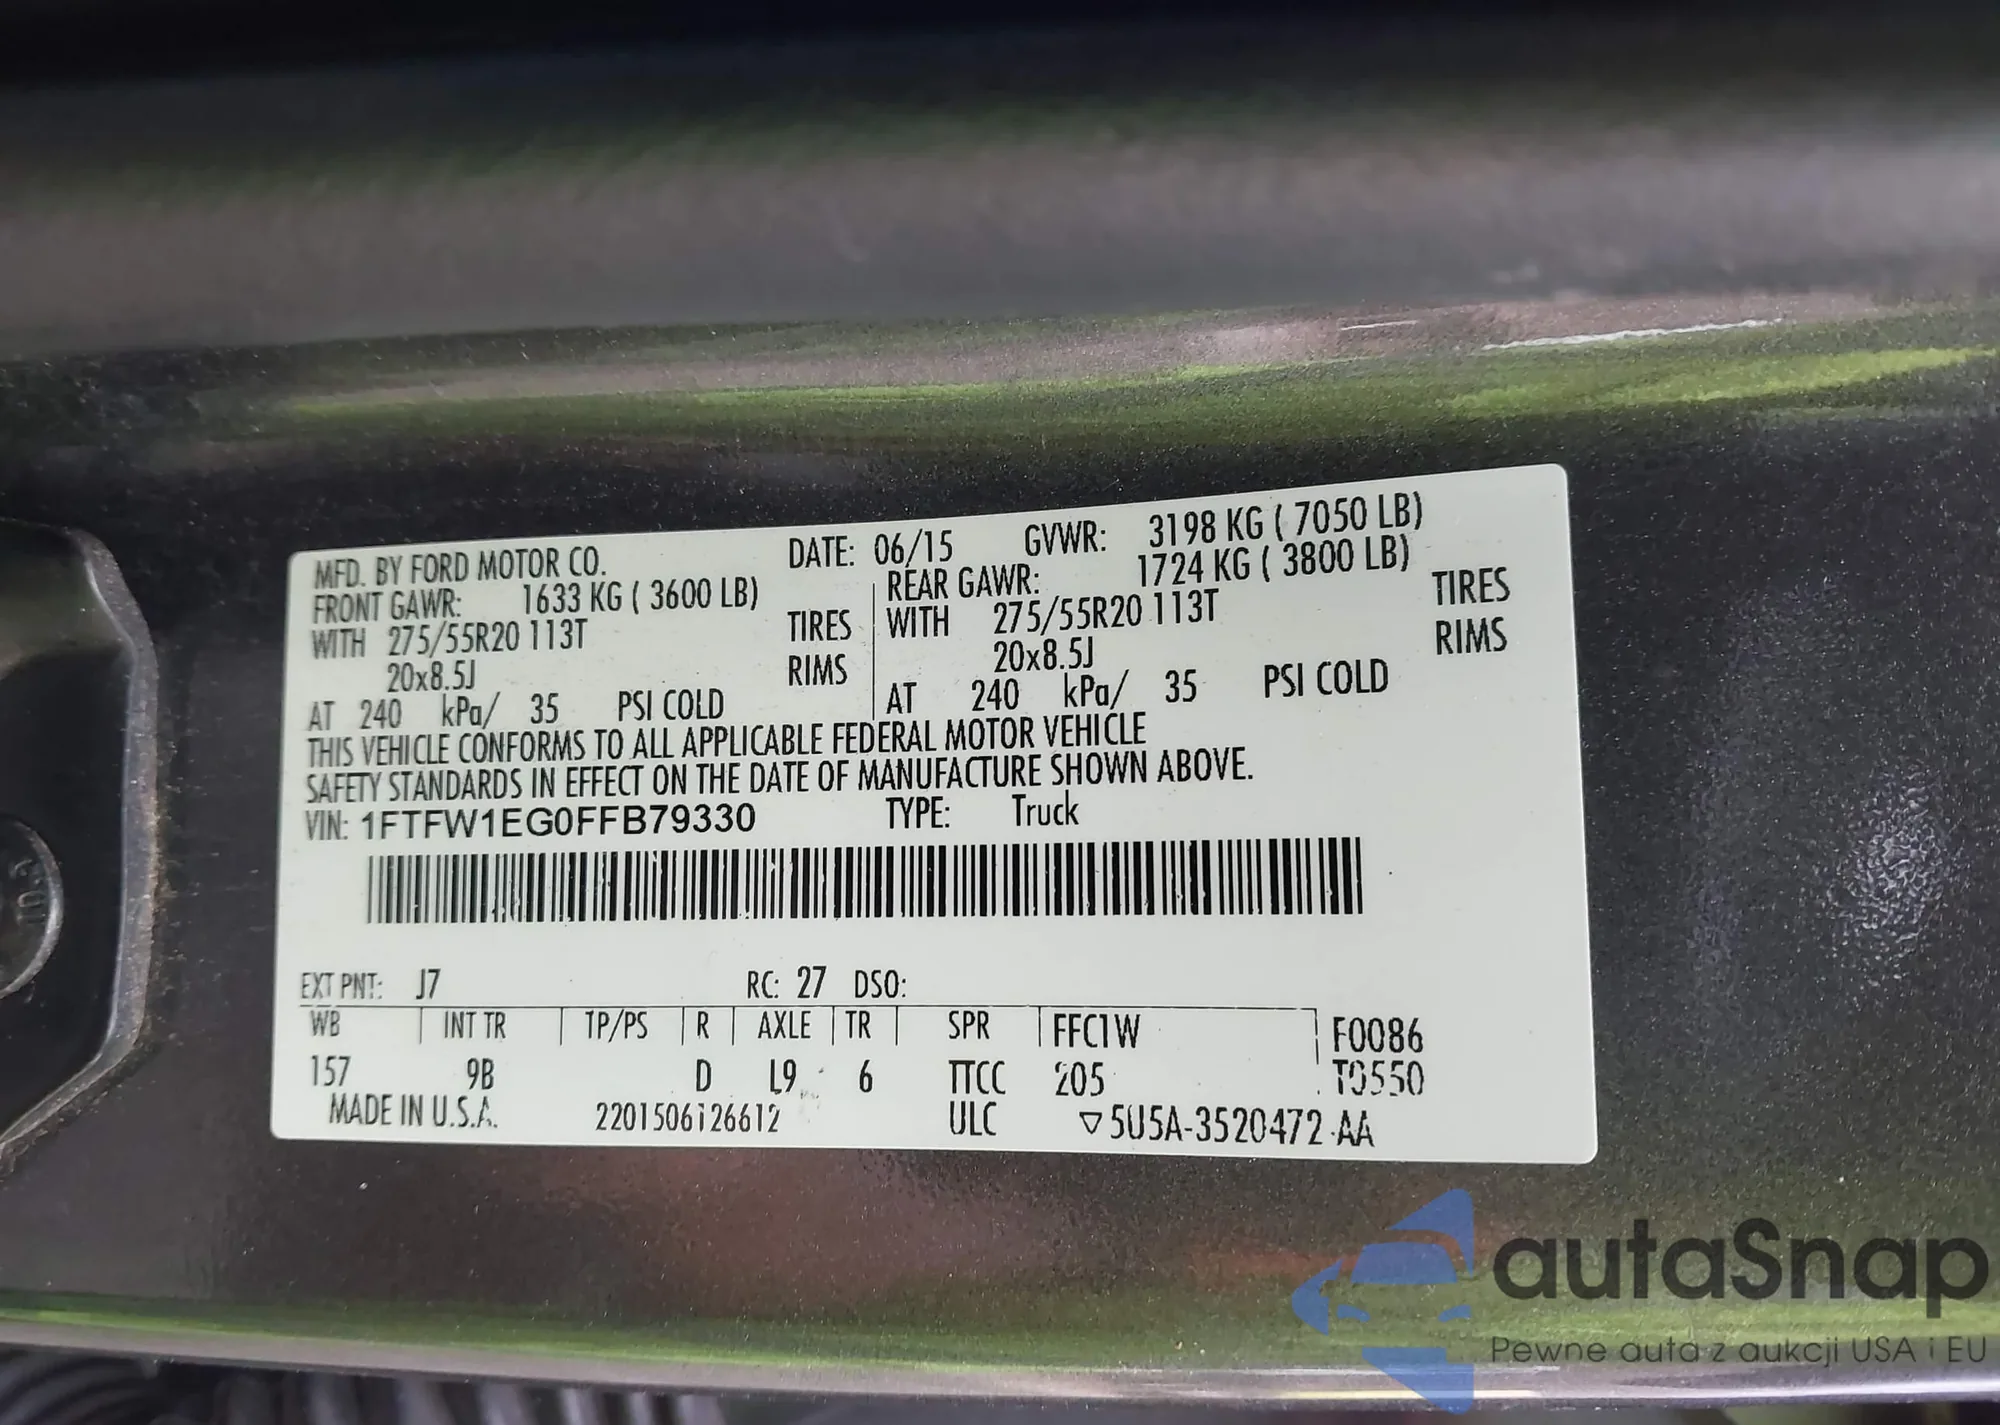 MFD. BY FORD MOTOR CO. DATE: 06/15 GVWR: 3198 KG ( 7050 LB)
FRONT GAWR: 1633 KG ( 3600 LB) REAR GAWR: 1724 KG ( 3800 LB)
WITH 275/55R20 113T TIRES WITH 275/55R20 113T TIRES
20x8.5J RIMS 20x8.5J RIMS
AT 240 kPa/ 35 PSI COLD AT 240 kPa/ 35 PSI COLD
THIS VEHICLE CONFORMS TO ALL APPLICABLE FEDERAL MOTOR VEHICLE
SAFETY STANDARDS IN EFFECT ON THE DATE OF MANUFACTURE SHOWN ABOVE.
VIN: 1FTFW1EG0FFB79330 TYPE: Truck
EXT PNT: J7 RC: 27 DSO:
WB INT TR TP/PS R AXLE TR SPR FFC1W F0086
157 9B D L9 6 TTCC 205 T0550
MADE IN U.S.A. 2201506126612 ULC ▽5U5A-3520472-AA
autaSnap
Pewne auta z aukcji USA i EU